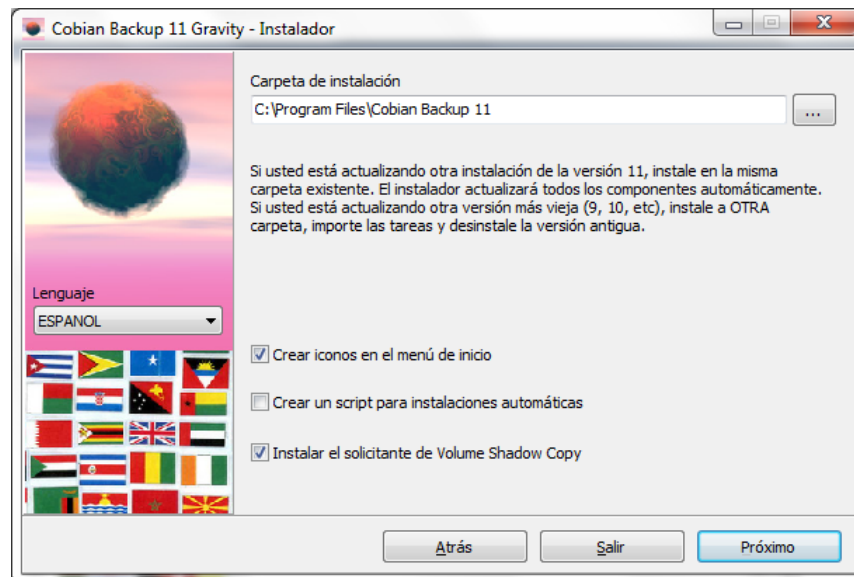 Cobian Backup 11 Gravity - Instalador
Carpeta de instalación
C:\Program Files\Cobian Backup 11
...
Si usted está actualizando otra instalación de la versión 11, instale en la misma
carpeta existente. El instalador actualizará todos los componentes automáticamente.
Si usted está actualizando otra versión más vieja (9, 10, etc), instale a OTRA
carpeta, importe las tareas y desinstale la versión antigua.
Lenguaje
ESPANOL
Crear iconos en el menú de inicio
Crear un script para instalaciones automáticas
Instalar el solicitante de Volume Shadow Copy
Atrás
Salir
Próximo